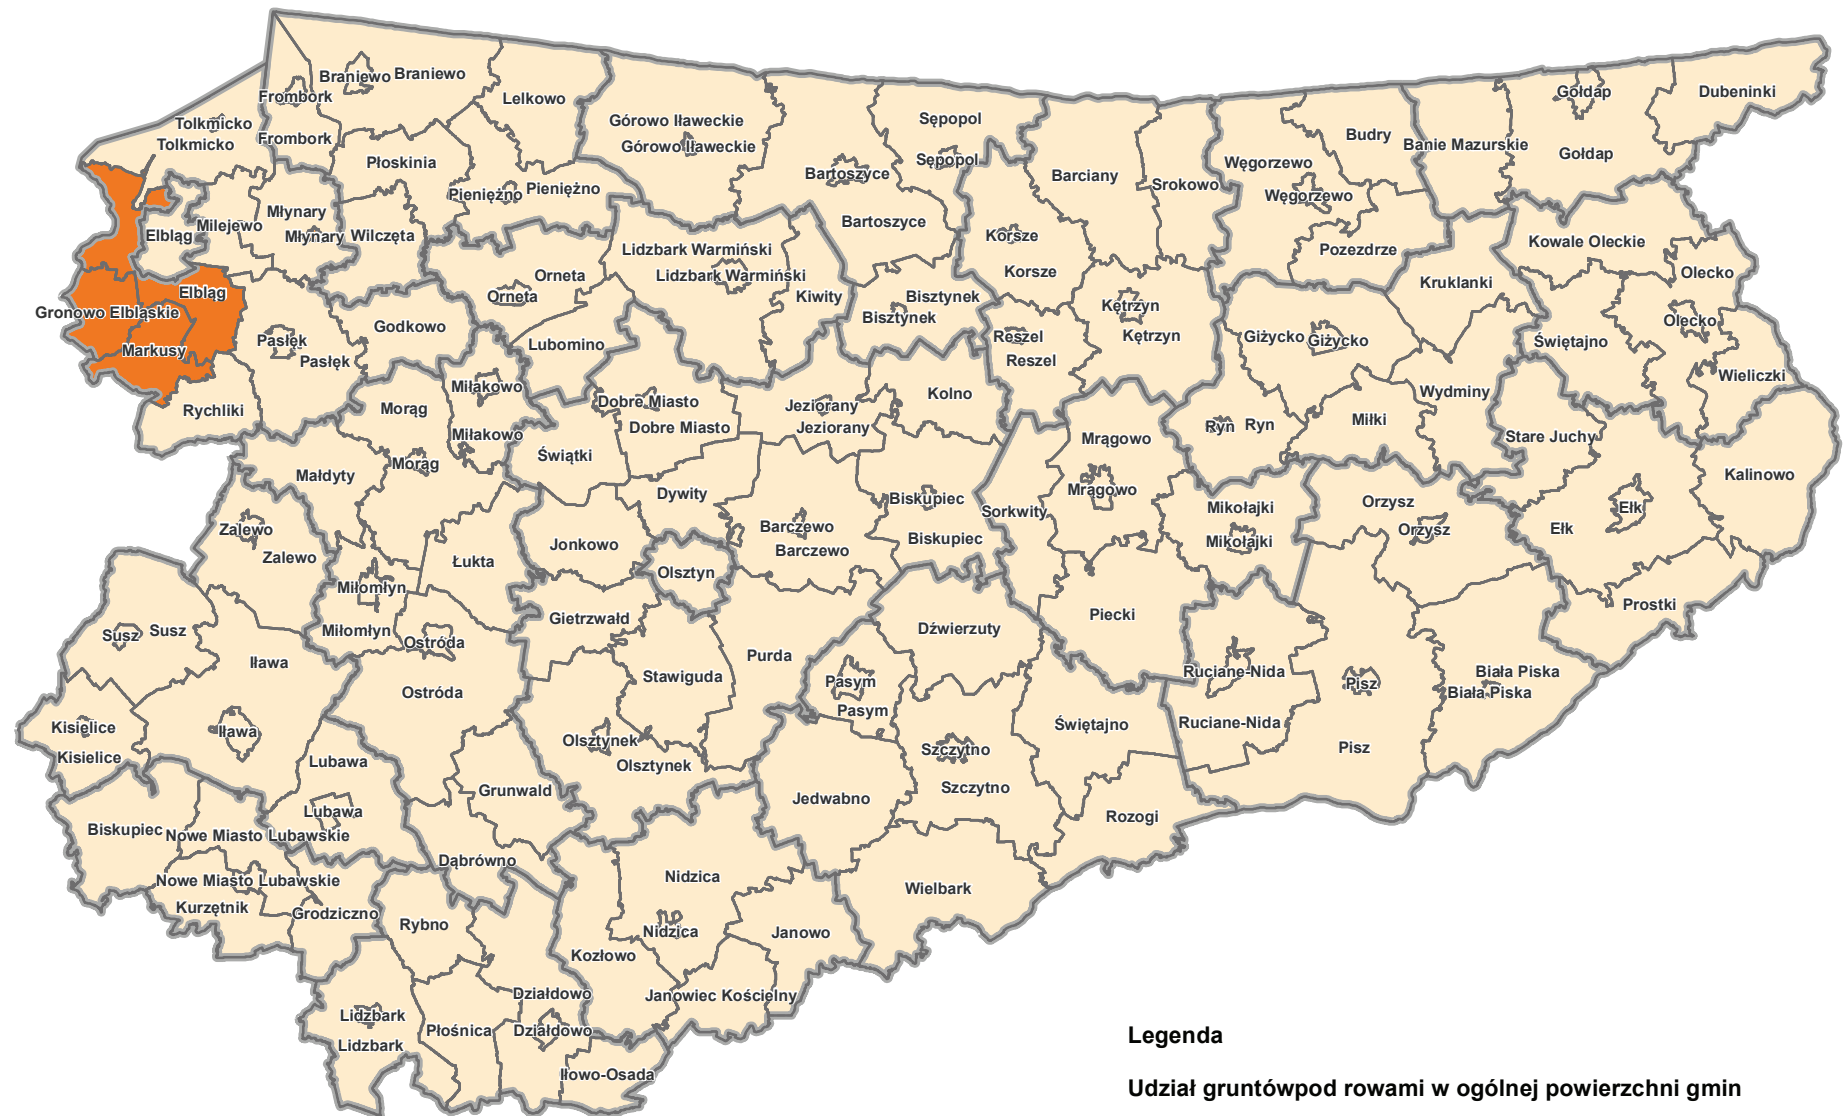 Braniewo Braniewo
Lelkowo
Frombork
Tolkmicko
Tolkmicko
Frombork
Płoskinia
Pieniężno Pieniężno
Górowo Iławeckie
Górowo Iławeckie
Sępopol
Sępopol
Bartoszyce
Bartoszyce
Barciany
Srokowo
Węgorzewo
Węgorzewo
Budry
Banie Mazurskie
Gołdap
Gołdap
Dubeninki
Elbląg
Milejewo
Młynary
Młynary
Wilczęta
Orneta
Orneta
Lidzbark Warmiński
Lidzbark Warmiński
Kiwity
Bisztynek
Bisztynek
Korsze
Korsze
Pozezdrze
Kruklanki
Kowale Oleckie
Olecko
Olecko
Elbląg
Gronowo Elbląskie
Markusy
Pasłęk
Pasłęk
Godkowo
Lubomino
Reszel
Reszel
Kętrzyn
Kętrzyn
Giżycko
Giżycko
Świętajno
Wieliczki
Rychliki
Morąg
Morąg
Miłakowo
Miłakowo
Dobre Miasto
Dobre Miasto
Jeziorany
Jeziorany
Kolno
Mrągowo
Mrągowo
Ryn Ryn
Miłki
Wydminy
Stare Juchy
Kalinowo
Małdyty
Świątki
Dywity
Barczewo
Barczewo
Biskupiec
Biskupiec
Sorkwity
Mikołajki
Mikołajki
Orzysz
Orzysz
Ełk
Ełk
Zalewo
Zalewo
Łukta
Jonkowo
Olsztyn
Miłomłyn
Miłomłyn
Gietrzwałd
Dźwierzuty
Piecki
Prostki
Susz Susz
Iława
Iława
Ostróda
Ostróda
Stawiguda
Purda
Pasym
Pasym
Ruciane-Nida
Ruciane-Nida
Pisz
Pisz
Biała Piska
Biała Piska
Kisielice
Kisielice
Lubawa
Lubawa
Olsztynek
Olsztynek
Szczytno
Szczytno
Świętajno
Grunwald
Jedwabno
Rozogi
Biskupiec
Nowe Miasto Lubawskie
Nowe Miasto Lubawskie
Kurzętnik
Grodziczno
Dąbrówno
Rybno
Nidzica
Nidzica
Wielbark
Janowo
Kozłowo
Janowiec Kościelny
Działdowo
Działdowo
Lidzbark
Lidzbark
Płośnica
Iłowo-Osada
Legenda
Udział gruntówpod rowami w ogólnej powierzchni gmin